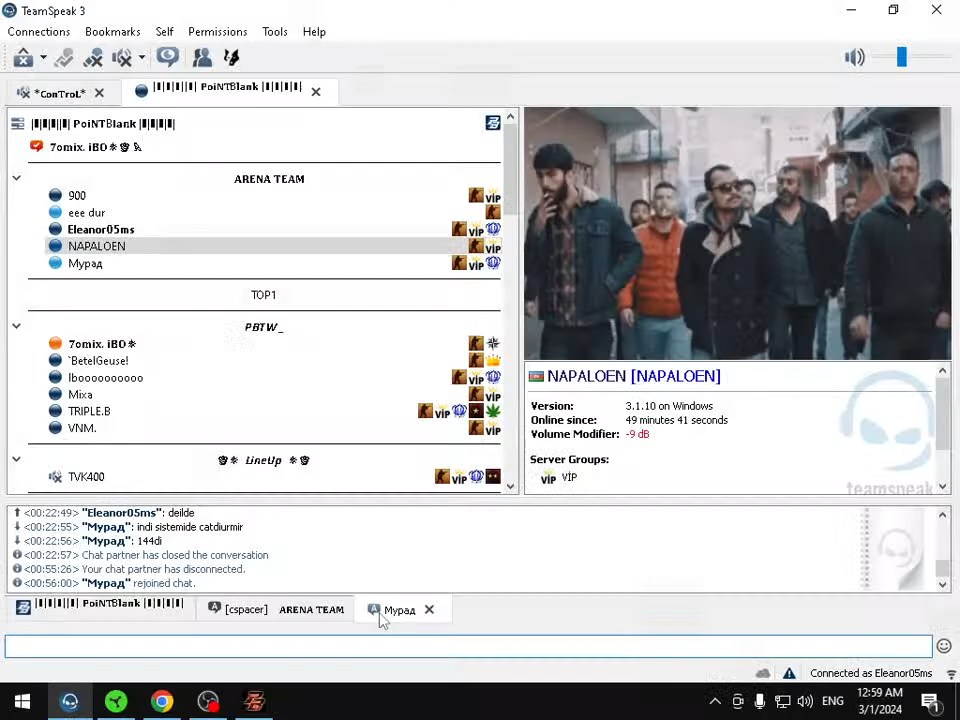 TeamSpeak 3
Connections Bookmarks Self Permissions Tools Help
*ConTroL*
PoiNTBlank
PoiNTBlank
7omix. iBO
ARENA TEAM
900
VIP
eee dur
Eleanor05ms
VIP
NAPALOEN
VIP
Мурад
VIP
TOP1
PBTW_
7omix. iBO
`BetelGeuse!
Iboooooooooo
VIP
Mixa
VIP
TRIPLE.B
VIP
VNM.
VIP
LineUp
TVK400
VIP
NAPALOEN [NAPALOEN]
Version: 3.1.10 on Windows
Online since: 49 minutes 41 seconds
Volume Modifier: -9 dB
Server Groups:
VİP VİP
teamspeak
<00:22:49> "Eleanor05ms": deilde
<00:22:55> "Мурад": indi sistemide catdiurmir
<00:22:56> "Мурад": 144di
<00:22:57> Chat partner has closed the conversation
<00:55:26> Your chat partner has disconnected.
<00:56:00> "Мурад" rejoined chat.
PoiNTBlank
[cspacer] ARENA TEAM
Мурад
Connected as Eleanor05ms
ENG
12:59 AM
3/1/2024
1